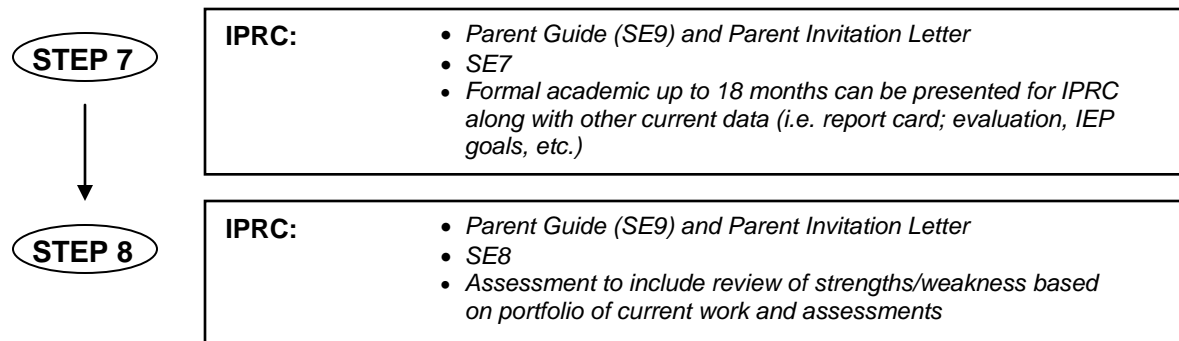 STEP 7
IPRC:
• Parent Guide (SE9) and Parent Invitation Letter
• SE7
• Formal academic up to 18 months can be presented for IPRC
along with other current data (i.e. report card; evaluation, IEP
goals, etc.)
STEP 8
IPRC:
• Parent Guide (SE9) and Parent Invitation Letter
• SE8
• Assessment to include review of strengths/weakness based
on portfolio of current work and assessments